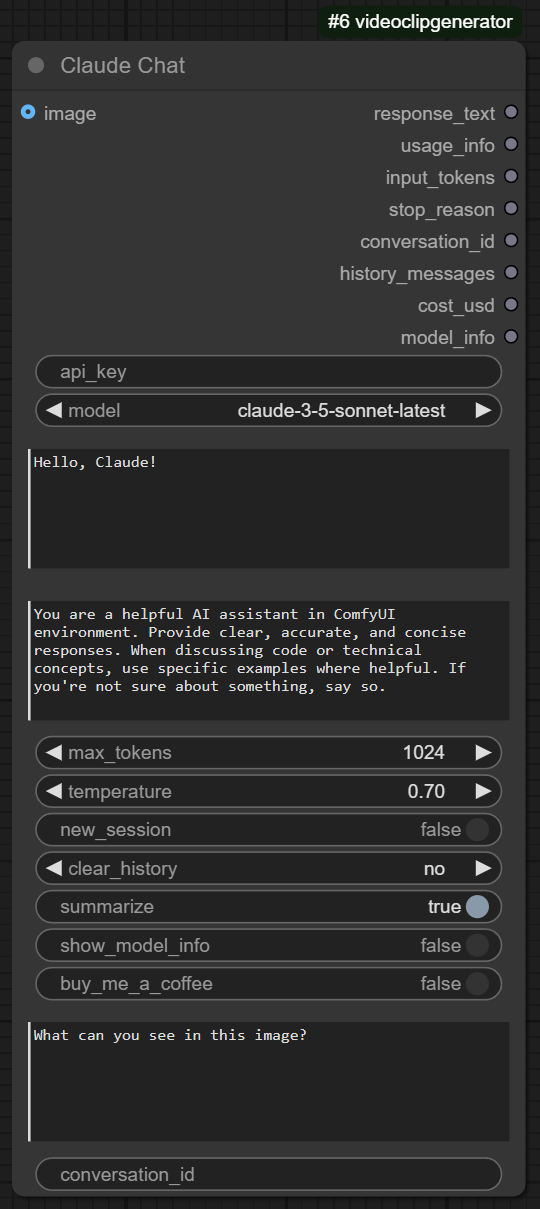 #6 videoclipgenerator
Claude Chat
image
response_text
usage_info
input_tokens
stop_reason
conversation_id
history_messages
cost_usd
model_info
api_key
model claude-3-5-sonnet-latest
Hello, Claude!
You are a helpful AI assistant in ComfyUI
environment. Provide clear, accurate, and concise
responses. When discussing code or technical
concepts, use specific examples where helpful. If
you're not sure about something, say so.
max_tokens 1024
temperature 0.70
new_session false
clear_history no
summarize true
show_model_info false
buy_me_a_coffee false
What can you see in this image?
conversation_id